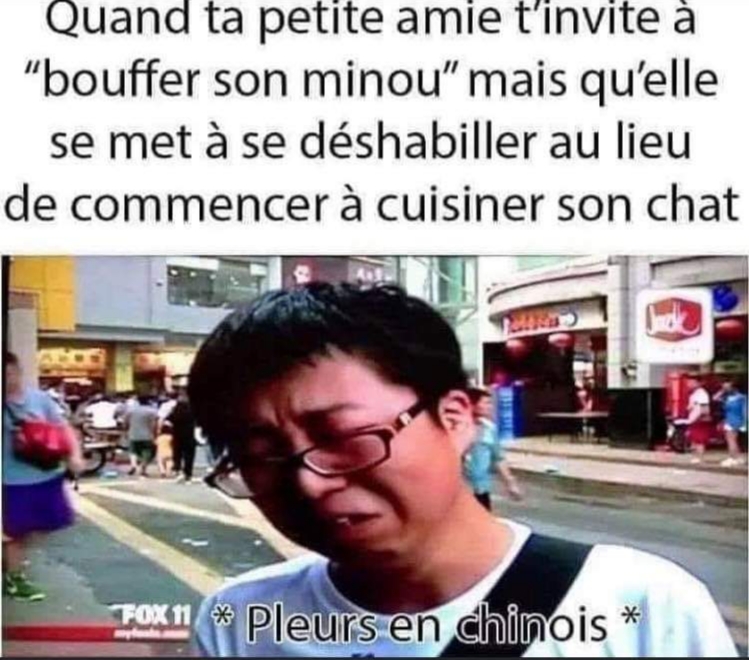 Quand ta petite amie t'invite à
"bouffer son minou" mais qu'elle
se met à se déshabiller au lieu
de commencer à cuisiner son chat
Jack
FOX 11
* Pleurs en chinois *